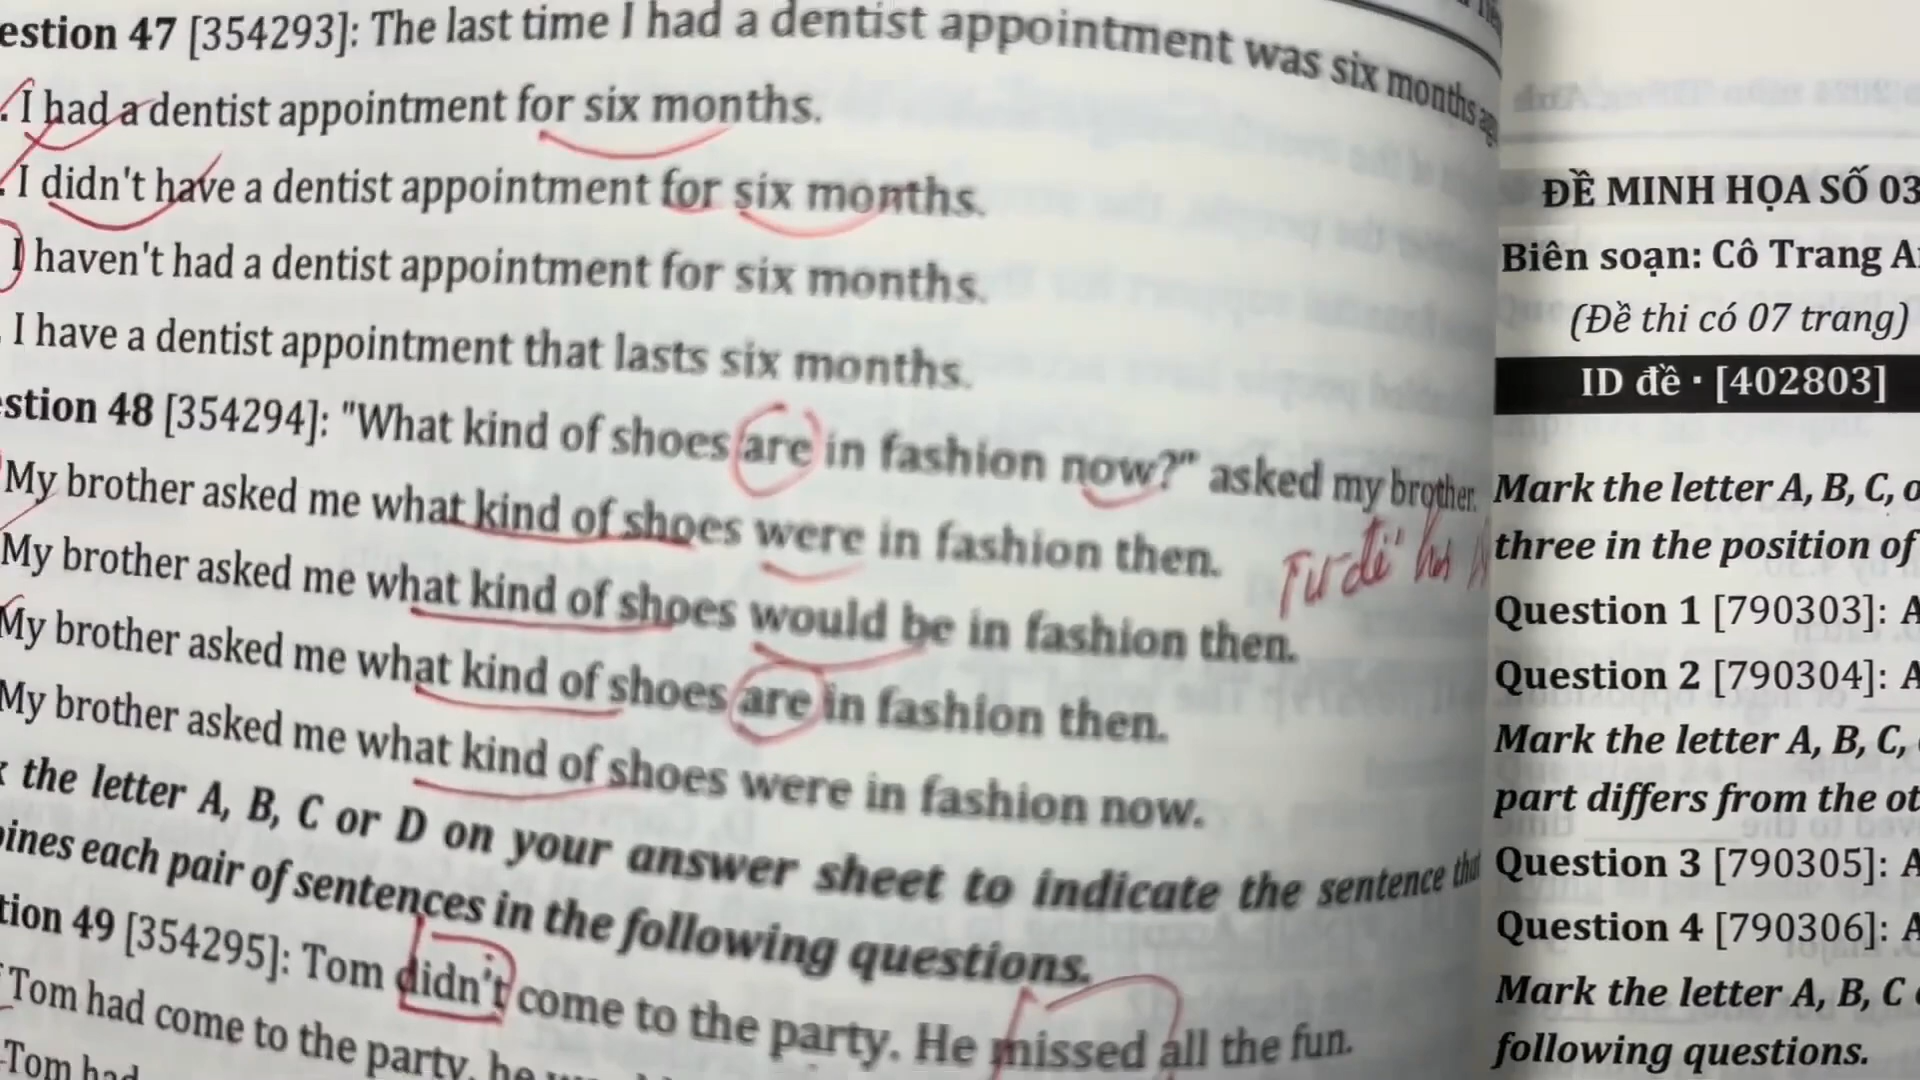 estion 47 [354293]: The last time I had a dentist appointment was six months ago
. I had a dentist appointment for six months.
. I didn't have a dentist appointment for six months.
I haven't had a dentist appointment for six months.
. I have a dentist appointment that lasts six months.
stion 48 [354294]: "What kind of shoes are in fashion now?" asked my brother.
My brother asked me what kind of shoes were in fashion then.
My brother asked me what kind of shoes would be in fashion then.
My brother asked me what kind of shoes are in fashion then.
My brother asked me what kind of shoes were in fashion now.
the letter A, B, C or D on your answer sheet to indicate the sentence that
ines each pair of sentences in the following questions.
tion 49 [354295]: Tom didn't come to the party. He missed all the fun.
Tom had come to the party, he
Tom had
ĐỀ MINH HỌA SỐ 03
Biên soạn: Cô Trang A
(Đề thi có 07 trang)
ID đề · [402803]
Mark the letter A, B, C, o
three in the position of
Question 1 [790303]: A
Question 2 [790304]: A
Mark the letter A, B, C,
part differs from the ot
Question 3 [790305]: A
Question 4 [790306]: A
Mark the letter A, B, C
following questions.